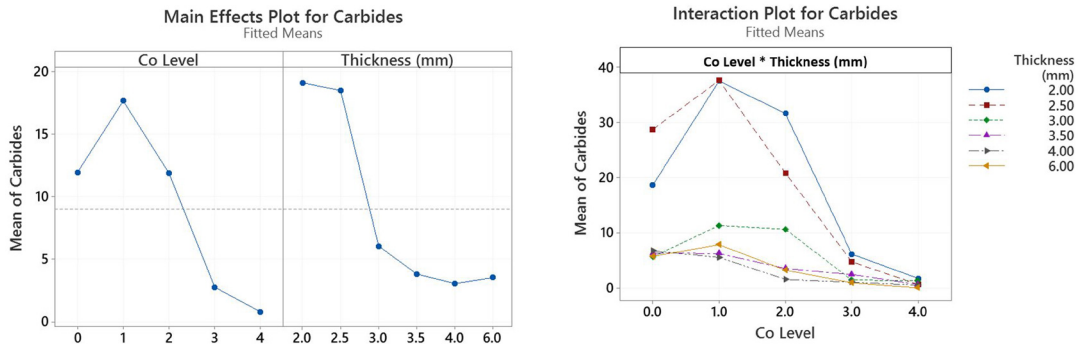 Main Effects Plot for Carbides
Fitted Means
Co Level Thickness (mm)
Mean of Carbides
20
15
10
5
0
0 1 2 3 4 2.0 2.5 3.0 3.5 4.0 6.0
Interaction Plot for Carbides
Fitted Means
Co Level * Thickness (mm)
Mean of Carbides
40
30
20
10
0
0.0 1.0 2.0 3.0 4.0
Co Level
Thickness
(mm)
2.00
2.50
3.00
3.50
4.00
6.00